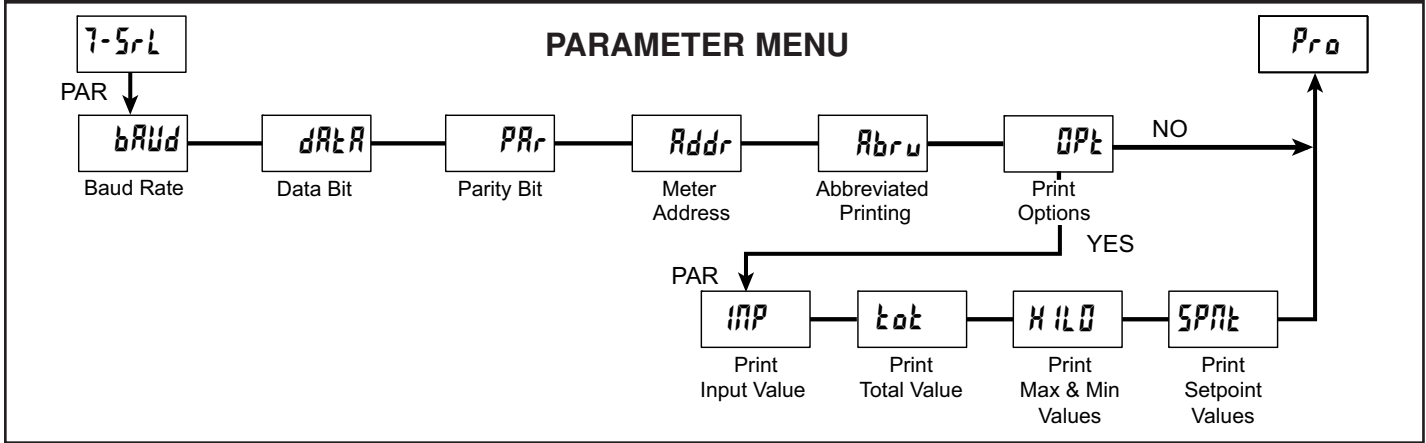 7-SrL
PARAMETER MENU
Pro
PAR
bAUd
dAtA
PAr
Addr
Abru
OPt
NO
Baud Rate
Data Bit
Parity Bit
Meter
Address
Abbreviated
Printing
Print
Options
YES
PAR
INP
tot
HILO
SPNt
Print
Input Value
Print
Total Value
Print
Max & Min
Values
Print
Setpoint
Values